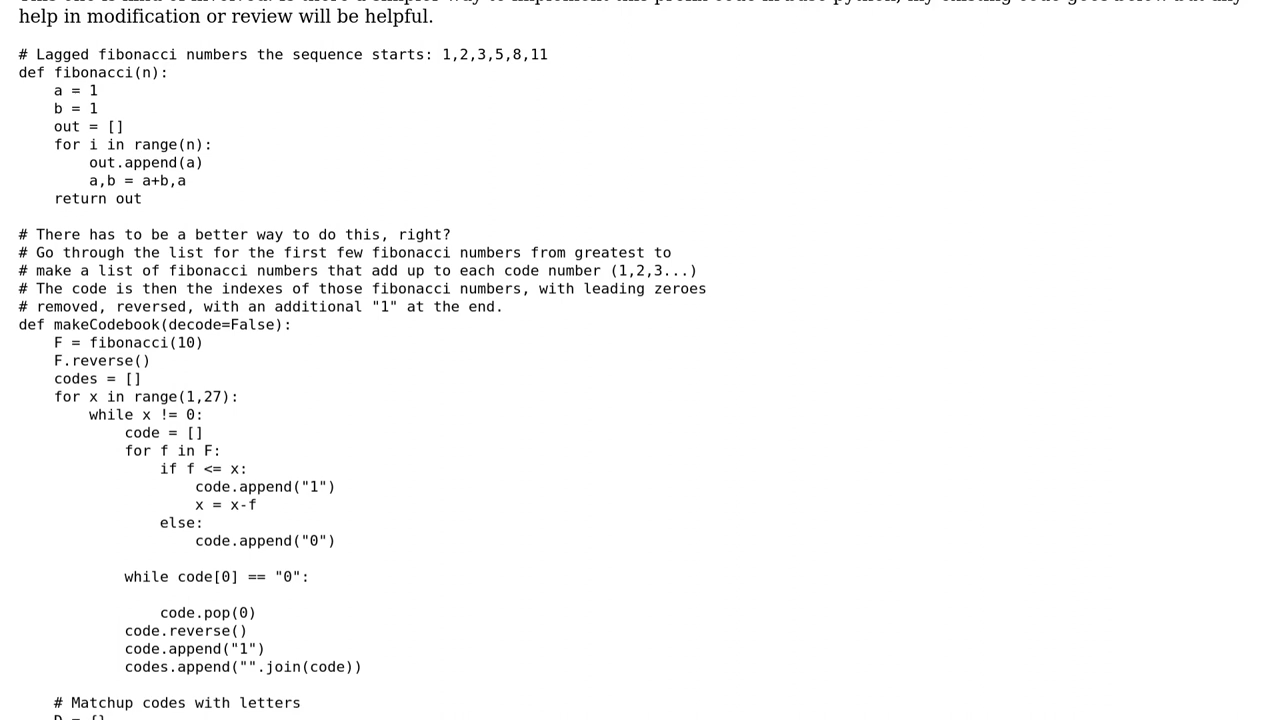 help in modification or review will be helpful.
# Lagged fibonacci numbers the sequence starts: 1,2,3,5,8,11
def fibonacci(n):
    a = 1
    b = 1
    out = []
    for i in range(n):
        out.append(a)
        a,b = a+b,a
    return out
# There has to be a better way to do this, right?
# Go through the list for the first few fibonacci numbers from greatest to
# make a list of fibonacci numbers that add up to each code number (1,2,3...)
# The code is then the indexes of those fibonacci numbers, with leading zeroes
# removed, reversed, with an additional "1" at the end.
def makeCodebook(decode=False):
    F = fibonacci(10)
    F.reverse()
    codes = []
    for x in range(1,27):
        while x != 0:
            code = []
            for f in F:
                if f <= x:
                    code.append("1")
                    x = x-f
                else:
                    code.append("0")
            while code[0] == "0":
                code.pop(0)
            code.reverse()
            code.append("1")
            codes.append("".join(code))
    # Matchup codes with letters